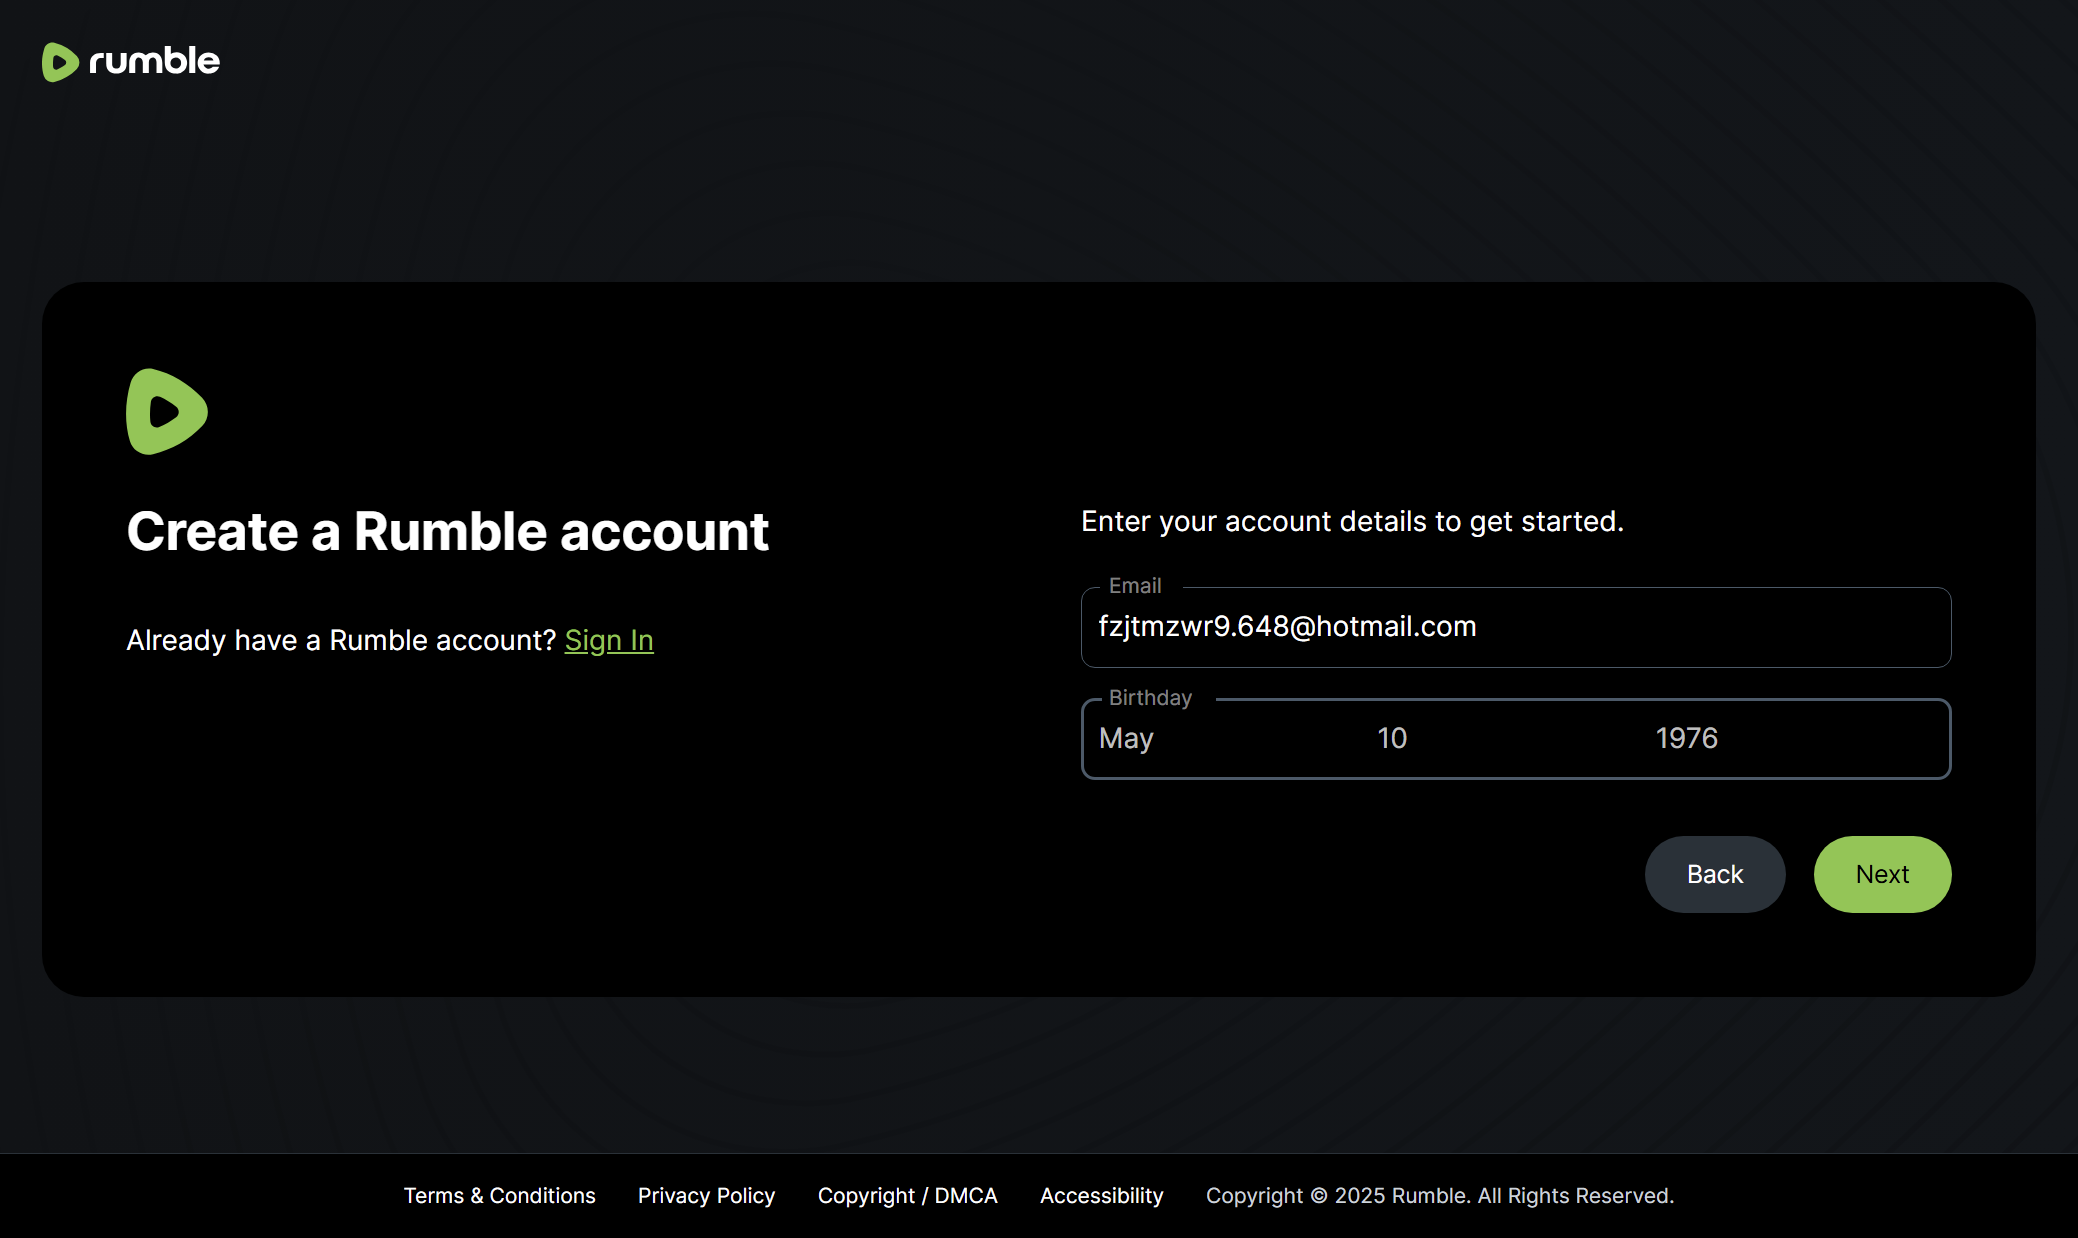 rumble
Create a Rumble account
Already have a Rumble account? Sign In
Enter your account details to get started.
Email
fzjtmzwr9.648@hotmail.com
Birthday
May 10 1976
Back Next
Terms & Conditions Privacy Policy Copyright / DMCA Accessibility Copyright © 2025 Rumble. All Rights Reserved.